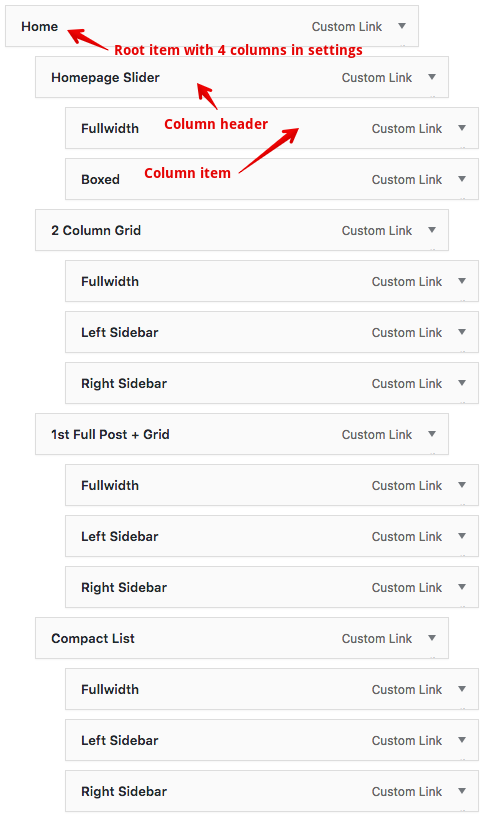 Home Custom Link
Root item with 4 columns in settings
Homepage Slider Custom Link
Column header
Fullwidth Custom Link
Column item
Boxed Custom Link
2 Column Grid Custom Link
Fullwidth Custom Link
Left Sidebar Custom Link
Right Sidebar Custom Link
1st Full Post + Grid Custom Link
Fullwidth Custom Link
Left Sidebar Custom Link
Right Sidebar Custom Link
Compact List Custom Link
Fullwidth Custom Link
Left Sidebar Custom Link
Right Sidebar Custom Link